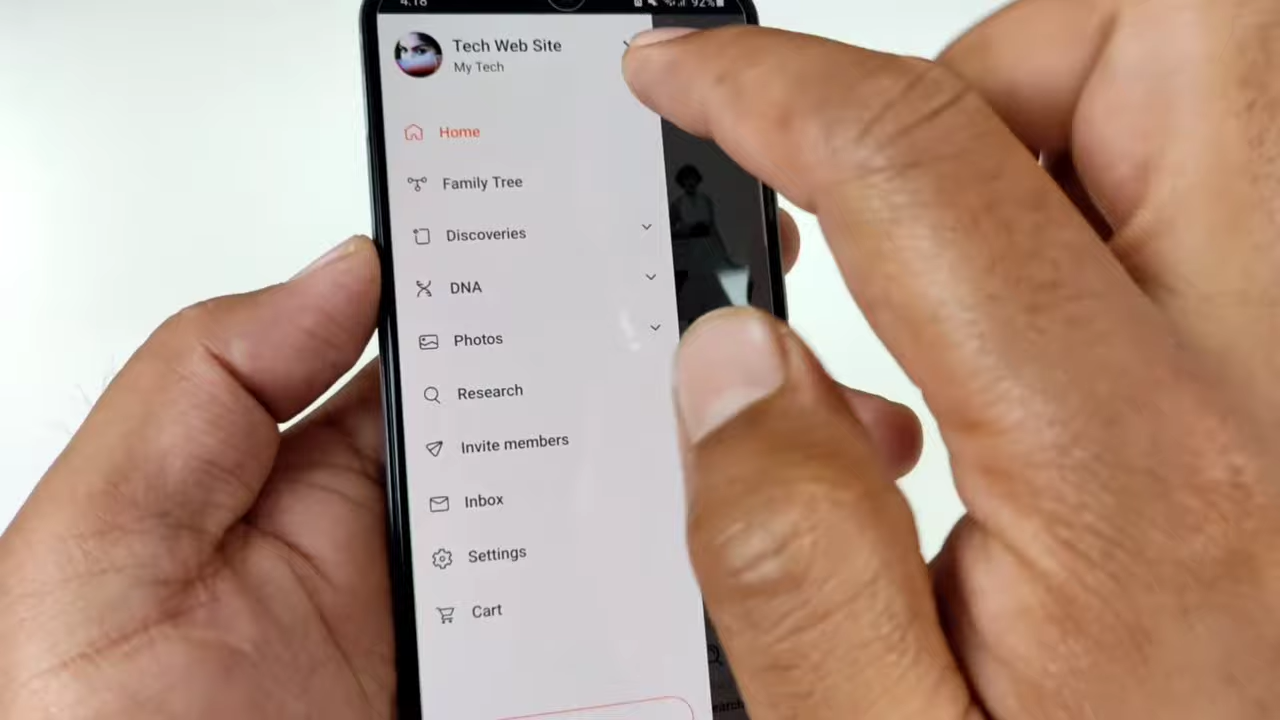 4:18
92%
Tech Web Site
My Tech
Home
Family Tree
Discoveries
DNA
Photos
Research
Invite members
Inbox
Settings
Cart